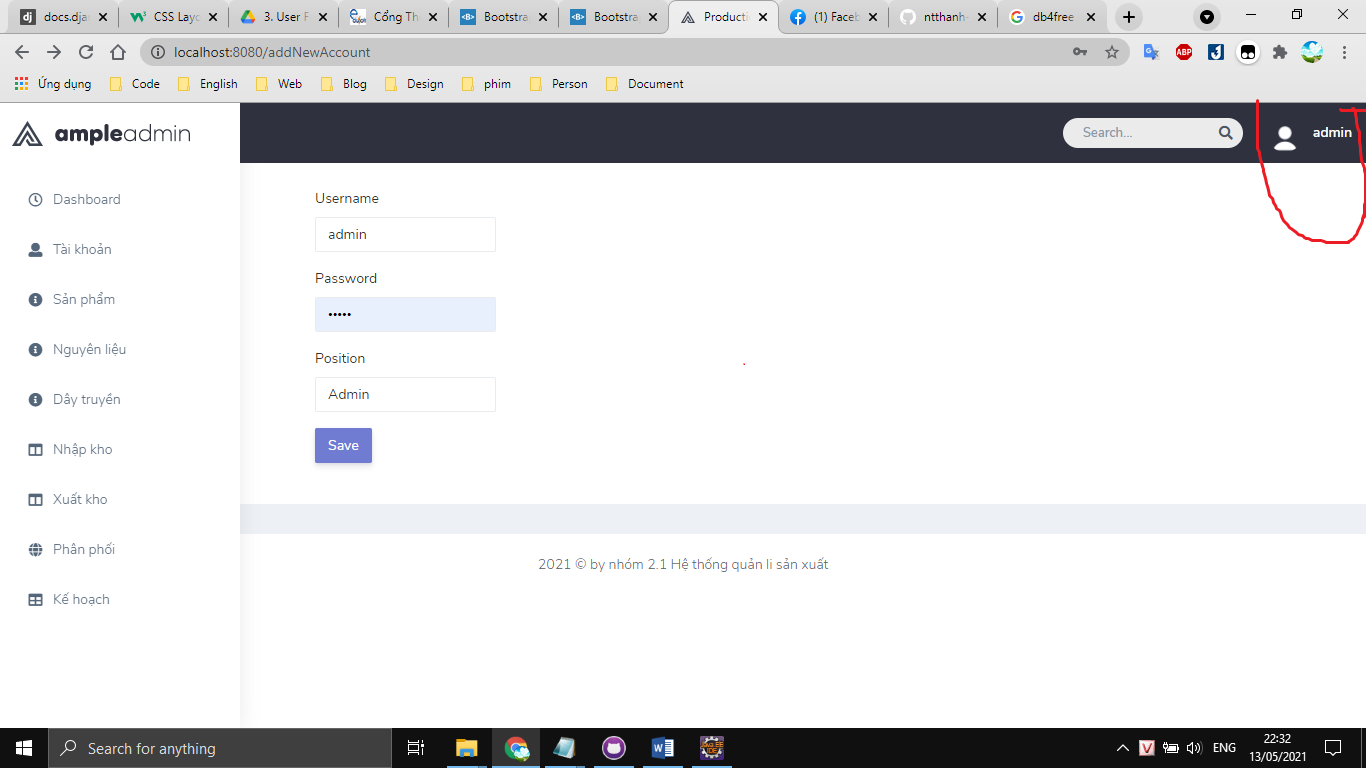 docs.djan
CSS Layo
3. User F
Cổng Th
Bootstra
Bootstra
Producti
(1) Faceb
ntthanh
db4free
localhost:8080/addNewAccount
Ứng dụng
Code
English
Web
Blog
Design
phim
Person
Document
ampleadmin
Search...
admin
Dashboard
Tài khoản
Sản phẩm
Nguyên liệu
Dây truyền
Nhập kho
Xuất kho
Phân phối
Kế hoạch
Username
admin
Password
•••••
Position
Admin
Save
2021 © by nhóm 2.1 Hệ thống quản lí sản xuất
Search for anything
ENG
22:32
13/05/2021